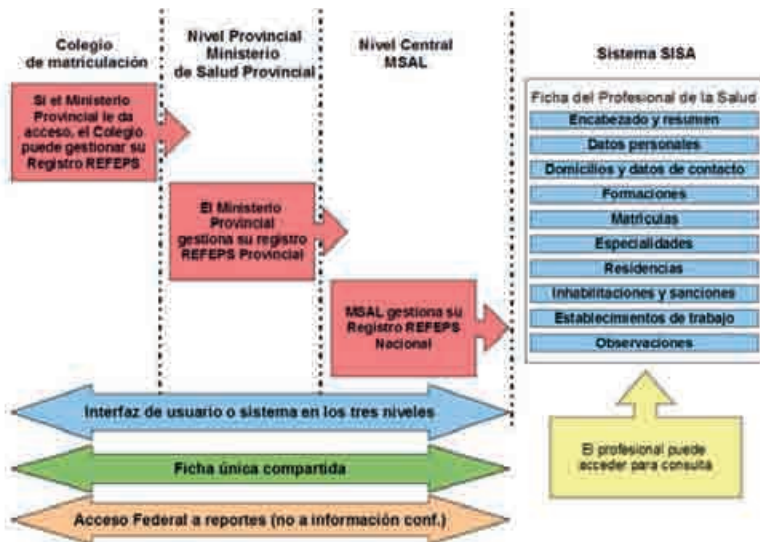 Colegio
de matriculación
Nivel Provincial
Ministerio
de Salud Provincial
Nivel Central
MSAL
Sistema SISA
Si el Ministerio
Provincial le da
acceso, el Colegio
puede gestionar su
Registro REFEPS
El Ministerio
Provincial
gestiona su registro
REFEPS Provincial
MSAL gestiona su
Registro REFEPS
Nacional
Ficha del Profesional de la Salud
Encabezado y resumen
Datos personales
Domicilios y datos de contacto
Formaciones
Matrículas
Especialidades
Residencias
Inhabilitaciones y sanciones
Establecimientos de trabajo
Observaciones
Interfaz de usuario o sistema en los tres niveles
Ficha única compartida
Acceso Federal a reportes (no a información conf.)
El profesional puede
acceder para consulta